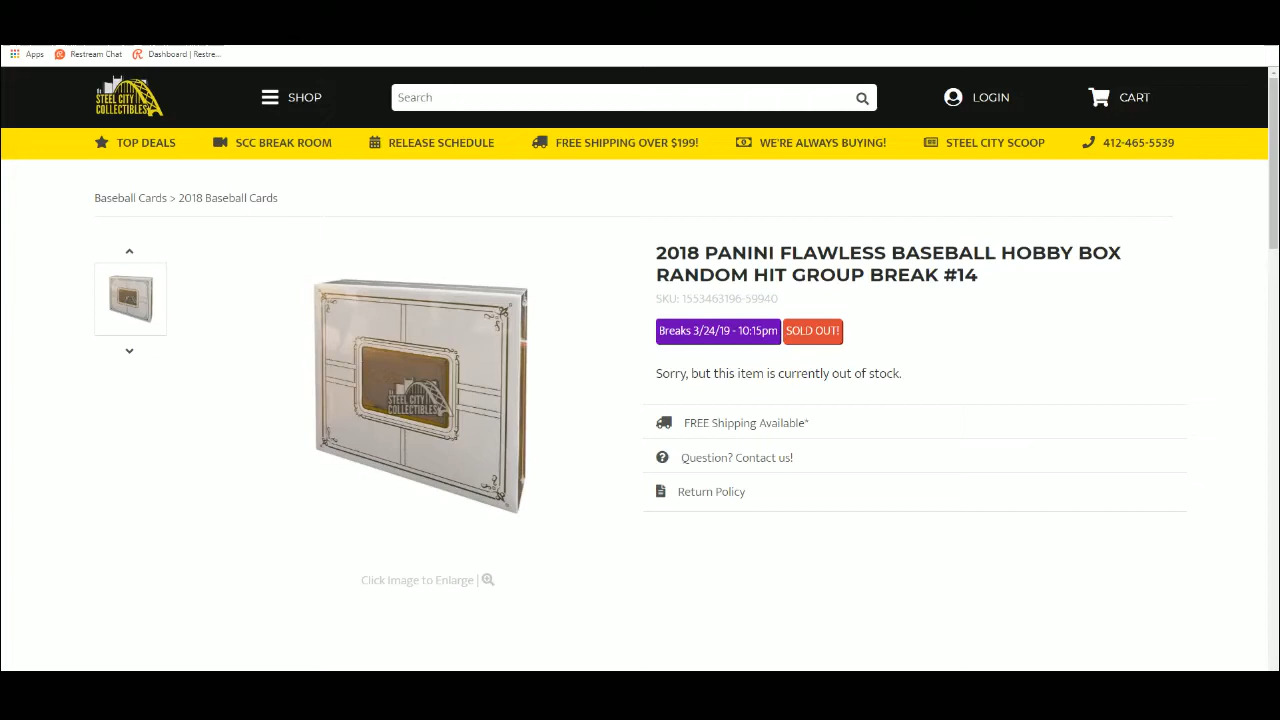 Apps Restream Chat Dashboard | Restre...
STEEL CITY
COLLECTIBLES
SHOP
Search
LOGIN
CART
TOP DEALS
SCC BREAK ROOM
RELEASE SCHEDULE
FREE SHIPPING OVER $199!
WE'RE ALWAYS BUYING!
STEEL CITY SCOOP
412-465-5539
Baseball Cards > 2018 Baseball Cards
2018 PANINI FLAWLESS BASEBALL HOBBY BOX
RANDOM HIT GROUP BREAK #14
SKU: 1553463196-59940
Breaks 3/24/19 - 10:15pm SOLD OUT!
Sorry, but this item is currently out of stock.
STEEL CITY
COLLECTIBLES
FREE Shipping Available*
Question? Contact us!
Return Policy
Click Image to Enlarge |